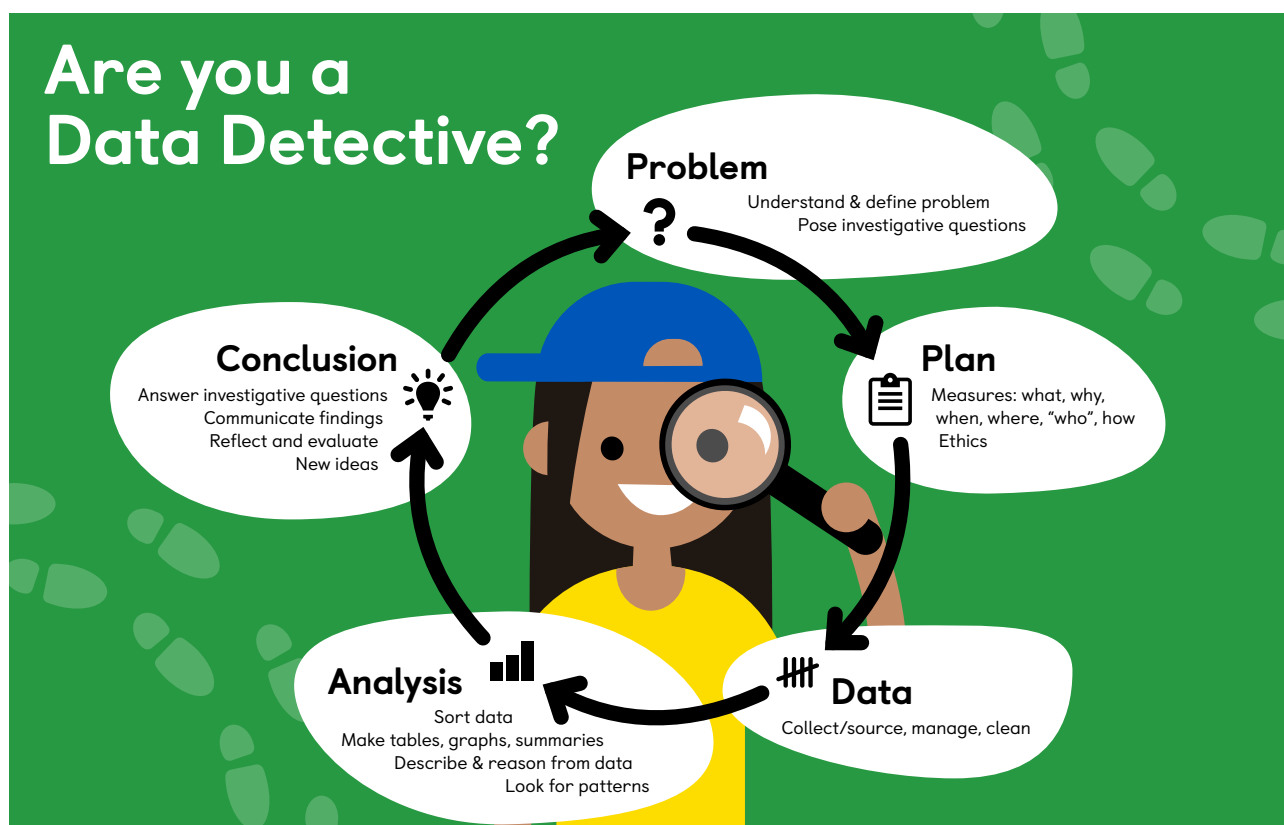 Are you a
Data Detective?
Problem
?
Understand & define problem
Pose investigative questions
Plan
Measures: what, why,
when, where, “who”, how
Ethics
Data
Collect/source, manage, clean
Analysis
Sort data
Make tables, graphs, summaries
Describe & reason from data
Look for patterns
Conclusion
Answer investigative questions
Communicate findings
Reflect and evaluate
New ideas